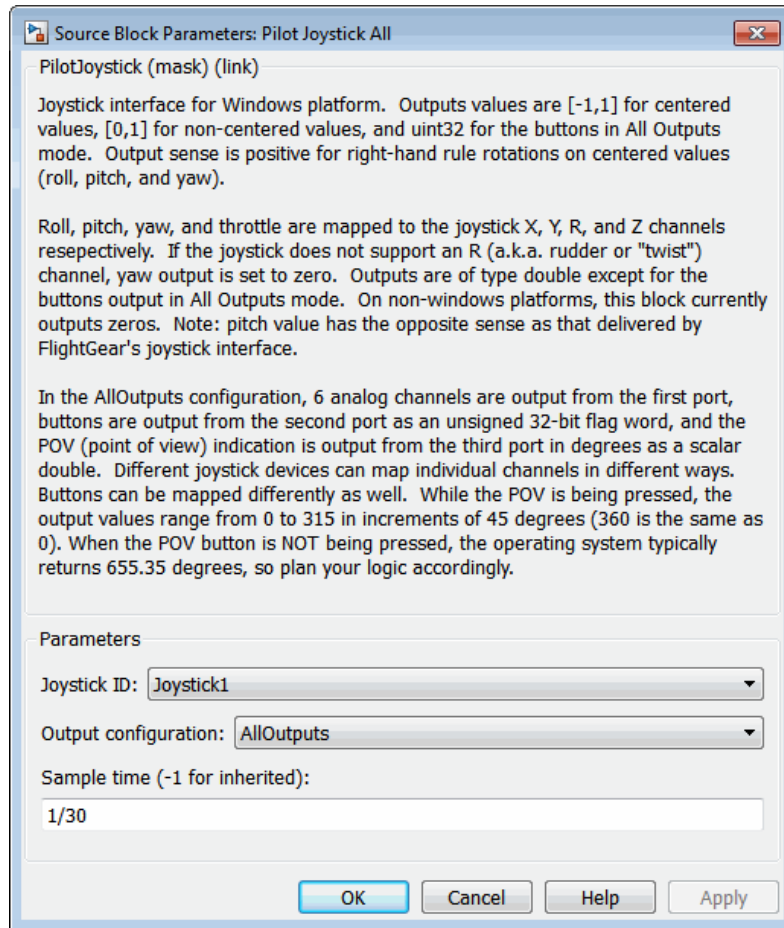 Source Block Parameters: Pilot Joystick All
PilotJoystick (mask) (link)
Joystick interface for Windows platform.  Outputs values are [-1,1] for centered
values, [0,1] for non-centered values, and uint32 for the buttons in All Outputs
mode.  Output sense is positive for right-hand rule rotations on centered values
(roll, pitch, and yaw).
Roll, pitch, yaw, and throttle are mapped to the joystick X, Y, R, and Z channels
resepectively.  If the joystick does not support an R (a.k.a. rudder or "twist")
channel, yaw output is set to zero.  Outputs are of type double except for the
buttons output in All Outputs mode.  On non-windows platforms, this block currently
outputs zeros.  Note: pitch value has the opposite sense as that delivered by
FlightGear's joystick interface.
In the AllOutputs configuration, 6 analog channels are output from the first port,
buttons are output from the second port as an unsigned 32-bit flag word, and the
POV (point of view) indication is output from the third port in degrees as a scalar
double.  Different joystick devices can map individual channels in different ways.
Buttons can be mapped differently as well.  While the POV is being pressed, the
output values range from 0 to 315 in increments of 45 degrees (360 is the same as
0). When the POV button is NOT being pressed, the operating system typically
returns 655.35 degrees, so plan your logic accordingly.
Parameters
Joystick ID: Joystick1
Output configuration: AllOutputs
Sample time (-1 for inherited):
1/30
OK Cancel Help Apply